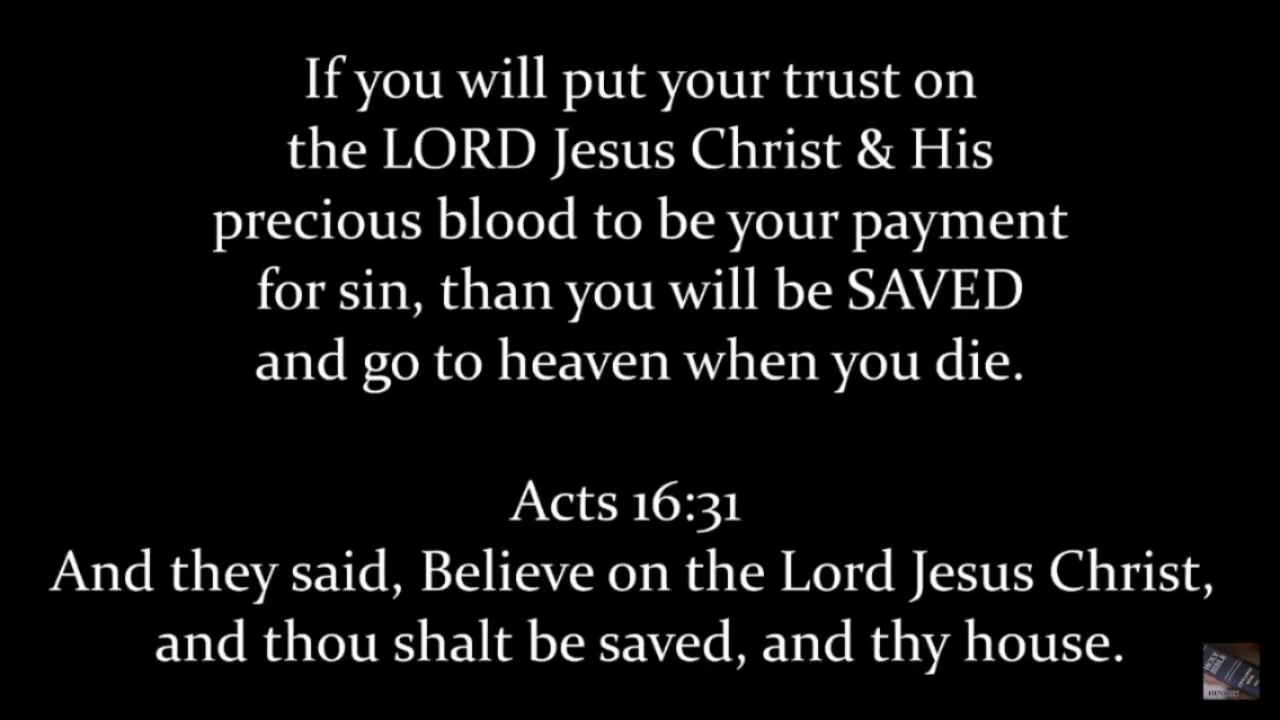 If you will put your trust on
the LORD Jesus Christ & His
precious blood to be your payment
for sin, than you will be SAVED
and go to heaven when you die.
Acts 16:31
And they said, Believe on the Lord Jesus Christ,
and thou shalt be saved, and thy house.
HOLY BIBLE